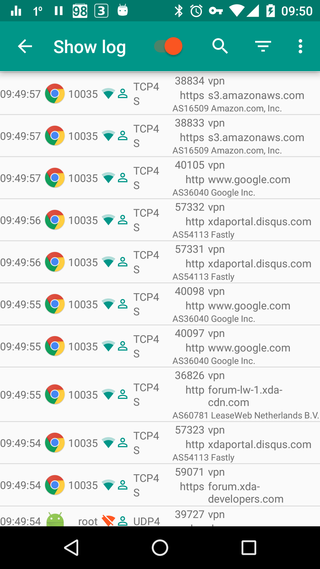 1° 98 3 09:50
Show log
38834 vpn
09:49:57 10035 TCP4 S https s3.amazonaws.com
AS16509 Amazon.com, Inc.
38833 vpn
09:49:57 10035 TCP4 S https s3.amazonaws.com
AS16509 Amazon.com, Inc.
40105 vpn
09:49:57 10035 TCP4 S http www.google.com
AS36040 Google Inc.
57332 vpn
09:49:56 10035 TCP4 S http xdaportal.disqus.com
AS54113 Fastly
57331 vpn
09:49:56 10035 TCP4 S http xdaportal.disqus.com
AS54113 Fastly
40098 vpn
09:49:55 10035 TCP4 S http www.google.com
AS36040 Google Inc.
40097 vpn
09:49:55 10035 TCP4 S http www.google.com
AS36040 Google Inc.
36826 vpn
09:49:55 10035 TCP4 S http forum-lw-1.xda-
cdn.com
AS60781 LeaseWeb Netherlands B.V.
57323 vpn
09:49:54 10035 TCP4 S http xdaportal.disqus.com
AS54113 Fastly
59071 vpn
09:49:54 10035 TCP4 S https forum.xda-
developers.com
39727 vpn
09:49:54 root UDP4